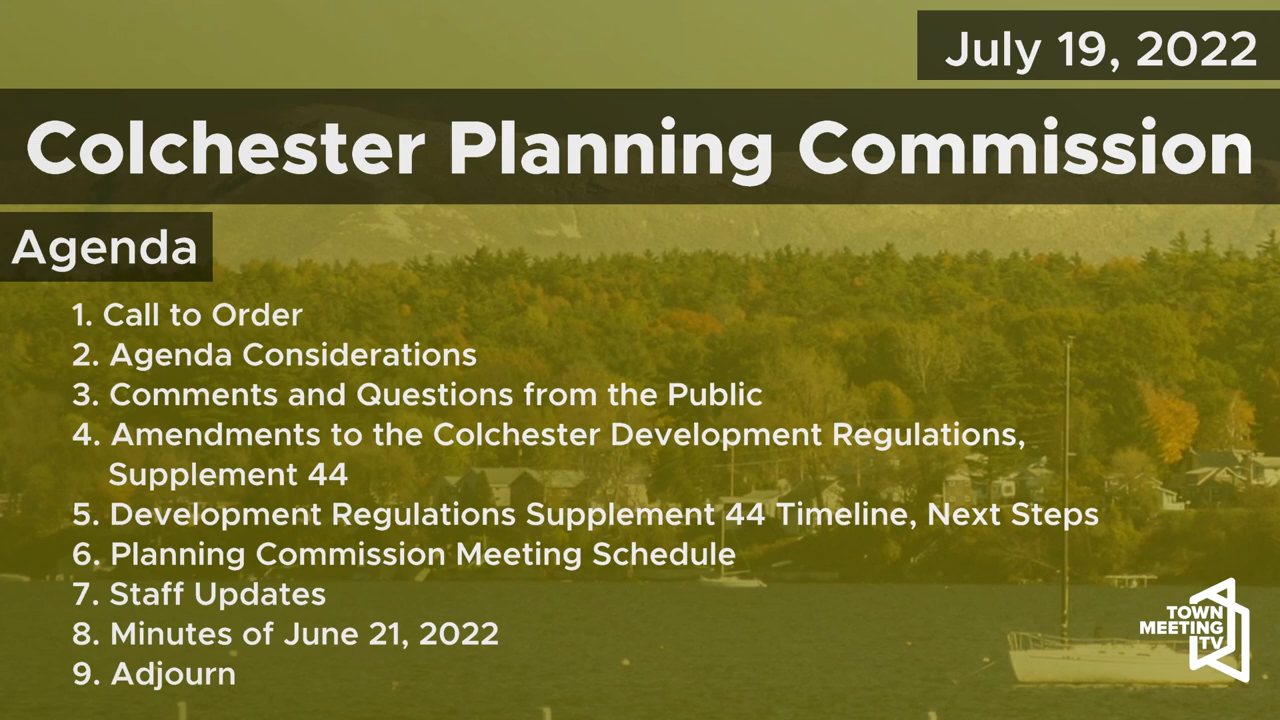 July 19, 2022
Colchester Planning Commission
Agenda
1. Call to Order
2. Agenda Considerations
3. Comments and Questions from the Public
4. Amendments to the Colchester Development Regulations,
Supplement 44
5. Development Regulations Supplement 44 Timeline, Next Steps
6. Planning Commission Meeting Schedule
7. Staff Updates
8. Minutes of June 21, 2022
9. Adjourn
TOWN
MEETING
TV